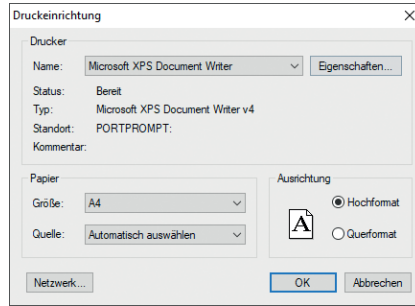 Druckeinrichtung
Drucker
Name: Microsoft XPS Document Writer Eigenschaften...
Status: Bereit
Typ: Microsoft XPS Document Writer v4
Standort: PORTPROMPT:
Kommentar:
Papier
Größe: A4
Quelle: Automatisch auswählen
Ausrichtung
A
Hochformat
Querformat
Netzwerk... OK Abbrechen